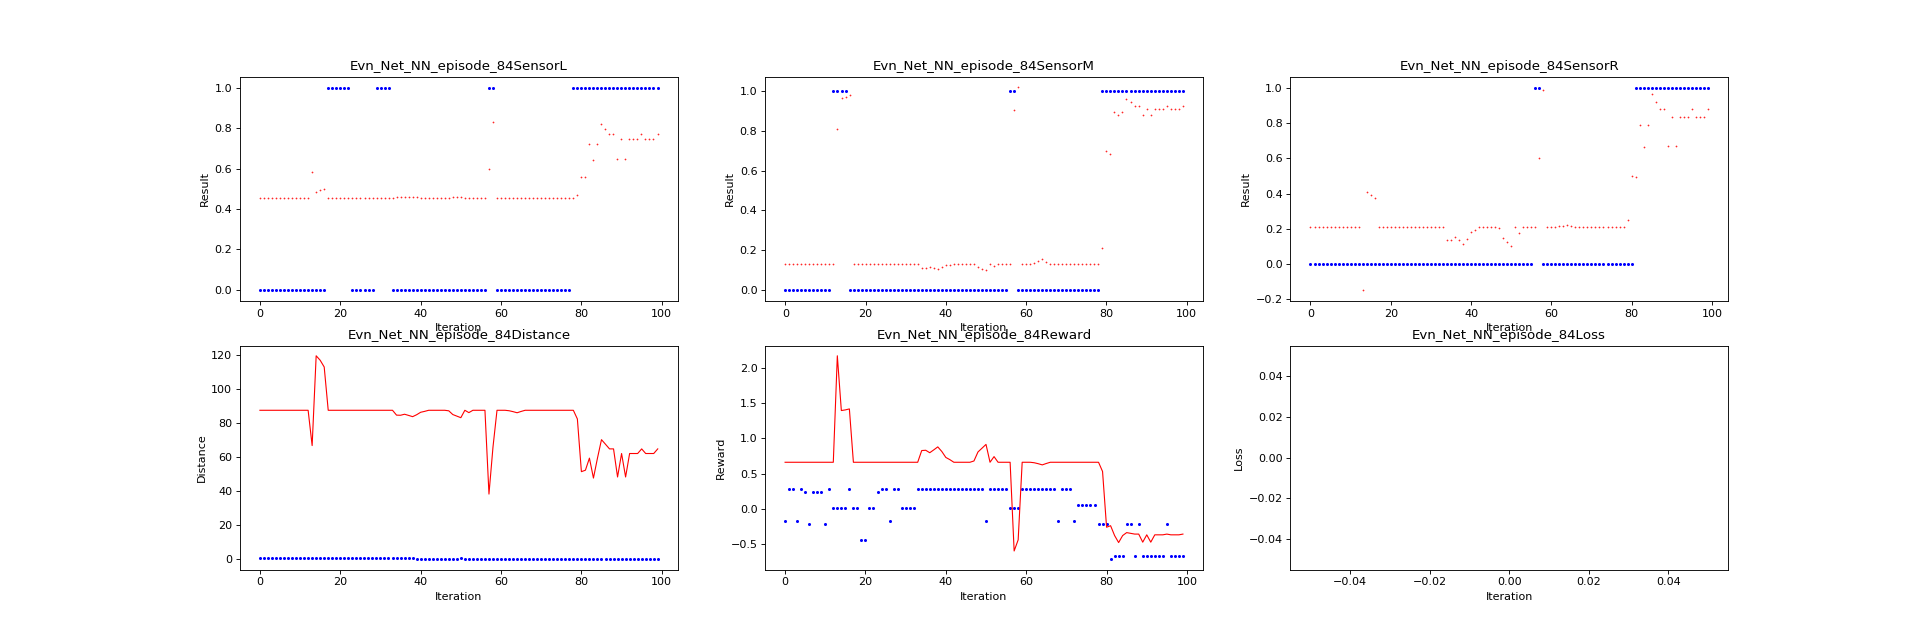 Evn_Net_NN_episode_84SensorL
Result
1.0
0.8
0.6
0.4
0.2
0.0
0 20 40 60 80 100
Iteration
Evn_Net_NN_episode_84SensorM
Result
1.0
0.8
0.6
0.4
0.2
0.0
0 20 40 60 80 100
Iteration
Evn_Net_NN_episode_84SensorR
Result
1.0
0.8
0.6
0.4
0.2
0.0
−0.2
0 20 40 60 80 100
Iteration
Evn_Net_NN_episode_84Distance
Distance
120
100
80
60
40
20
0
0 20 40 60 80 100
Iteration
Evn_Net_NN_episode_84Reward
Reward
2.0
1.5
1.0
0.5
0.0
−0.5
0 20 40 60 80 100
Iteration
Evn_Net_NN_episode_84Loss
Loss
0.04
0.02
0.00
−0.02
−0.04
−0.04 −0.02 0.00 0.02 0.04
Iteration